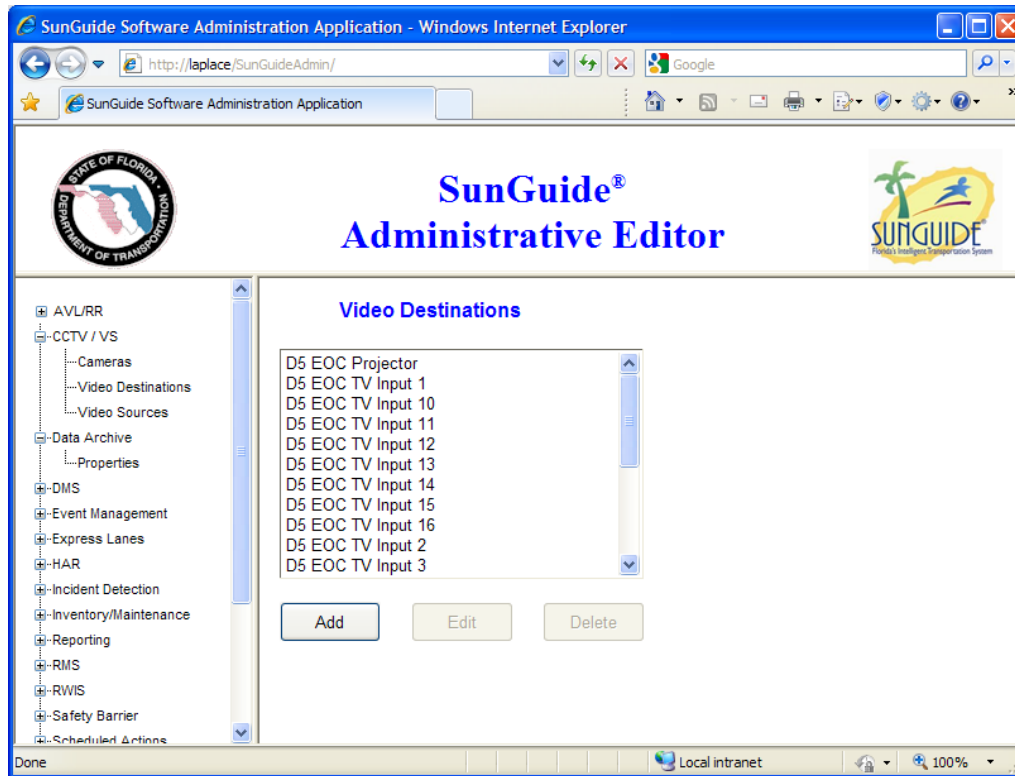 SunGuide Software Administration Application - Windows Internet Explorer
http://laplace/SunGuideAdmin/
Google
SunGuide Software Administration Application
STATE OF FLORIDA
DEPARTMENT OF TRANSPORTATION
SunGuide®
Administrative Editor
SUNGUIDE®
Florida's Intelligent Transportation System
AVL/RR
CCTV / VS
Cameras
Video Destinations
Video Sources
Data Archive
Properties
DMS
Event Management
Express Lanes
HAR
Incident Detection
Inventory/Maintenance
Reporting
RMS
RWIS
Safety Barrier
Scheduled Actions
Video Destinations
D5 EOC Projector
D5 EOC TV Input 1
D5 EOC TV Input 10
D5 EOC TV Input 11
D5 EOC TV Input 12
D5 EOC TV Input 13
D5 EOC TV Input 14
D5 EOC TV Input 15
D5 EOC TV Input 16
D5 EOC TV Input 2
D5 EOC TV Input 3
Add Edit Delete
Done Local intranet 100%